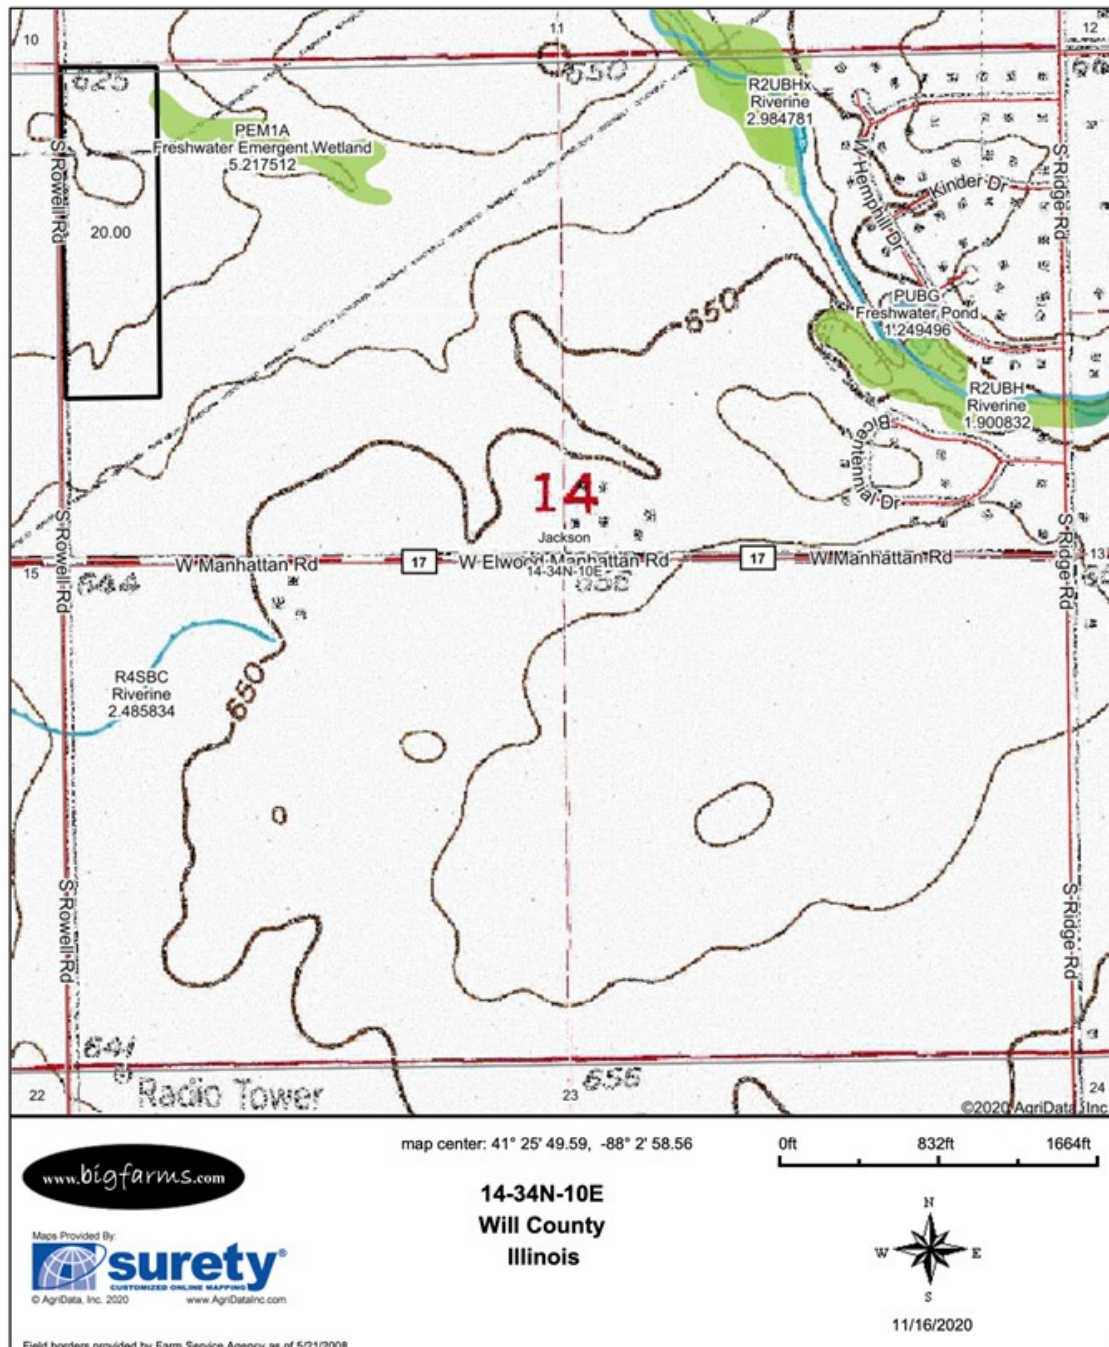 10
11
12
625
650
R2UBHx
Riverine
2.984781
PEM1A
Freshwater Emergent Wetland
5.217512
S Rowell Rd
S Ridge Rd
W Hemphill Dr
Kinder Dr
20.00
650
PUBG
Freshwater Pond
1.249496
R2UBH
Riverine
1.900832
Bicentennial Dr
14
Jackson
S Rowell Rd
S Ridge Rd
15
W Manhattan Rd
17
W Elwood Manhattan Rd
17
W Manhattan Rd
13
14-34N-10E
644
656
R4SBC
Riverine
2.485834
650
S Rowell Rd
S Ridge Rd
641
656
22
Radio Tower
23
24
©2020 AgriData, Inc
www.bigfarms.com
map center: 41° 25' 49.59, -88° 2' 58.56
0ft 832ft 1664ft
14-34N-10E
Will County
Illinois
Maps Provided By:
surety®
CUSTOMIZED ONLINE MAPPING
© AgriData, Inc. 2020 www.AgriDataInc.com
N
W E
S
11/16/2020
Field borders provided by Farm Service Agency as of 5/21/2008.